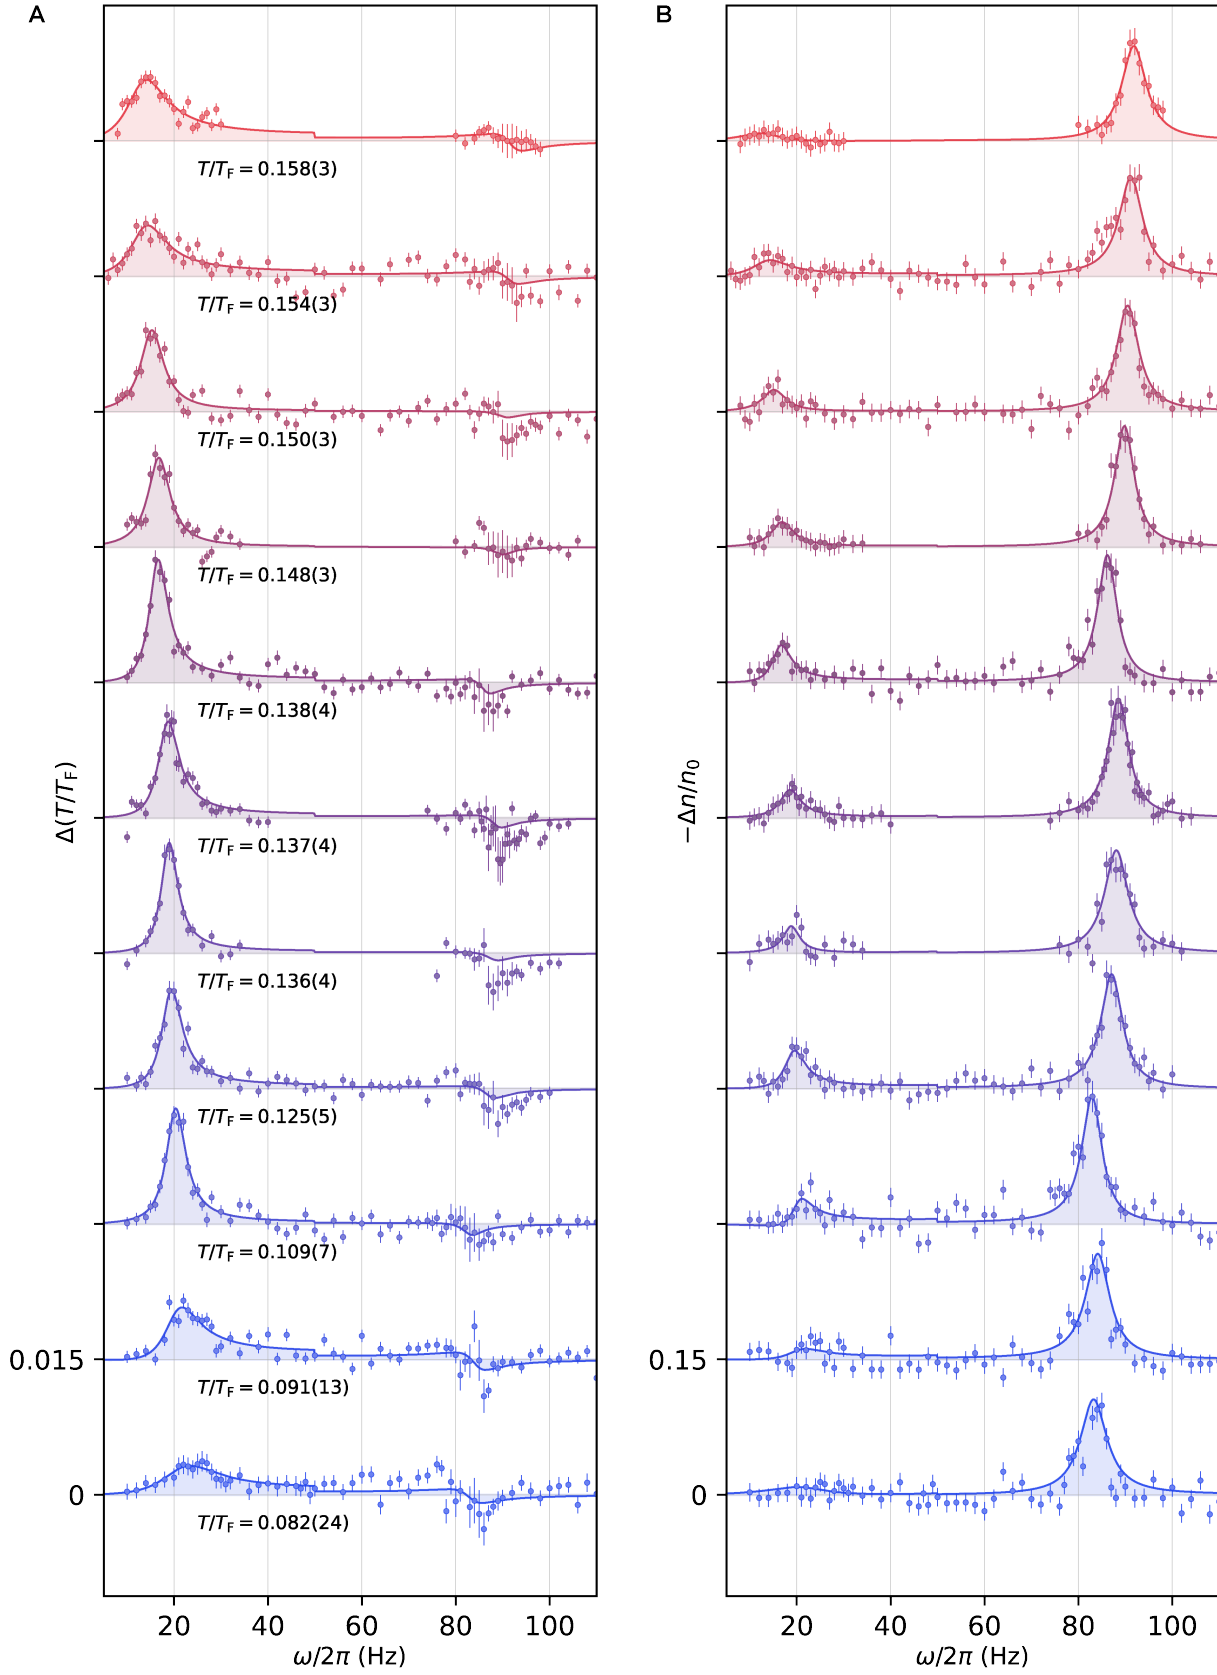 A
B
T/T_F = 0.158(3)
T/T_F = 0.154(3)
T/T_F = 0.150(3)
T/T_F = 0.148(3)
T/T_F = 0.138(4)
T/T_F = 0.137(4)
T/T_F = 0.136(4)
T/T_F = 0.125(5)
T/T_F = 0.109(7)
T/T_F = 0.091(13)
T/T_F = 0.082(24)
Δ(T/T_F)
−Δn/n_0
0.015
0
0.15
0
20 40 60 80 100
20 40 60 80 100
ω/2π (Hz)
ω/2π (Hz)